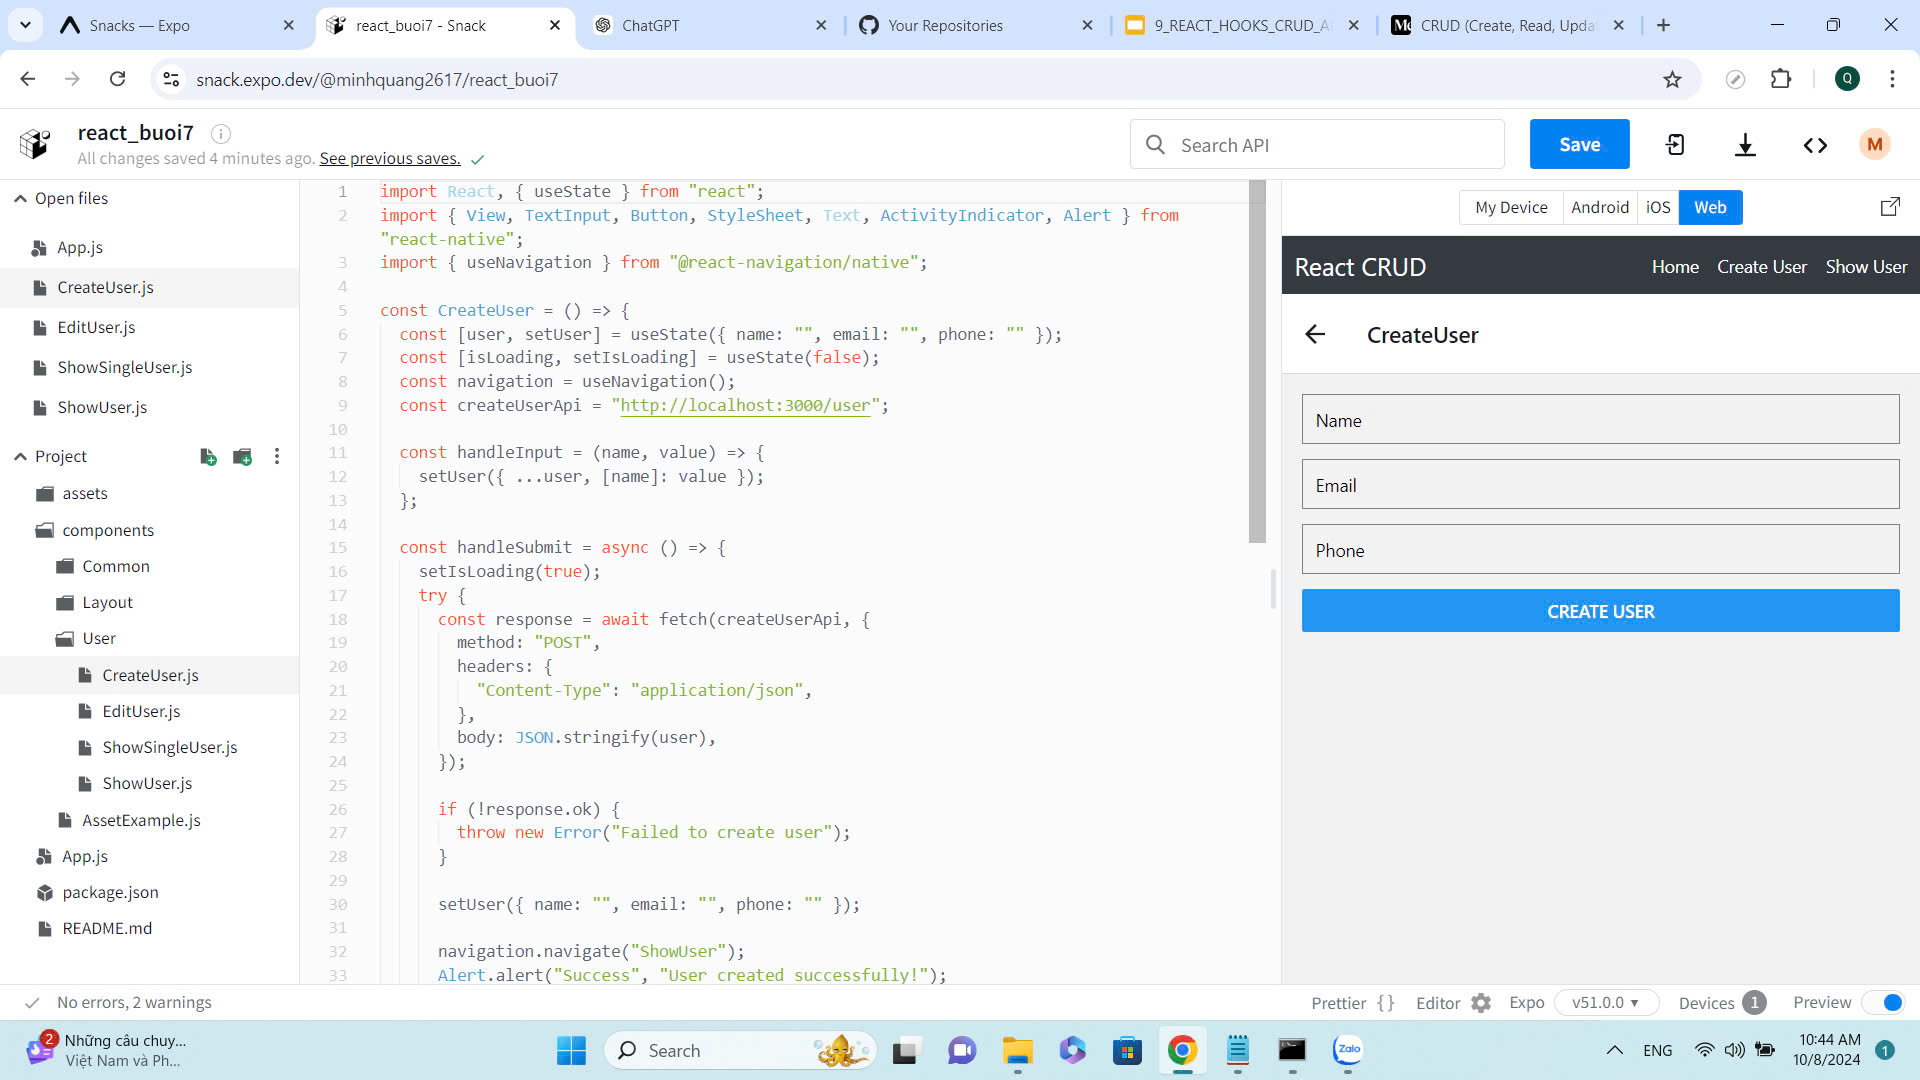 Snacks — Expo
react_buoi7 - Snack
ChatGPT
Your Repositories
9_REACT_HOOKS_CRUD_A
CRUD (Create, Read, Upda
snack.expo.dev/@minhquang2617/react_buoi7
Q
react_buoi7
All changes saved 4 minutes ago. See previous saves.
Search API
Save
M
Open files
App.js
CreateUser.js
EditUser.js
ShowSingleUser.js
ShowUser.js
Project
assets
components
Common
Layout
User
CreateUser.js
EditUser.js
ShowSingleUser.js
ShowUser.js
AssetExample.js
App.js
package.json
README.md
1 import React, { useState } from "react";
2 import { View, TextInput, Button, StyleSheet, Text, ActivityIndicator, Alert } from
"react-native";
3 import { useNavigation } from "@react-navigation/native";
4
5 const CreateUser = () => {
6 const [user, setUser] = useState({ name: "", email: "", phone: "" });
7 const [isLoading, setIsLoading] = useState(false);
8 const navigation = useNavigation();
9 const createUserApi = "http://localhost:3000/user";
10
11 const handleInput = (name, value) => {
12 setUser({ ...user, [name]: value });
13 };
14
15 const handleSubmit = async () => {
16 setIsLoading(true);
17 try {
18 const response = await fetch(createUserApi, {
19 method: "POST",
20 headers: {
21 "Content-Type": "application/json",
22 },
23 body: JSON.stringify(user),
24 });
25
26 if (!response.ok) {
27 throw new Error("Failed to create user");
28 }
29
30 setUser({ name: "", email: "", phone: "" });
31
32 navigation.navigate("ShowUser");
33 Alert.alert("Success", "User created successfully!");
My Device
Android
iOS
Web
React CRUD
Home
Create User
Show User
CreateUser
Name
Email
Phone
CREATE USER
No errors, 2 warnings
Prettier { }
Editor
Expo
v51.0.0
Devices 1
Preview
2
Những câu chuy...
Việt Nam và Ph...
Search
Zalo
ENG
10:44 AM
10/8/2024
1